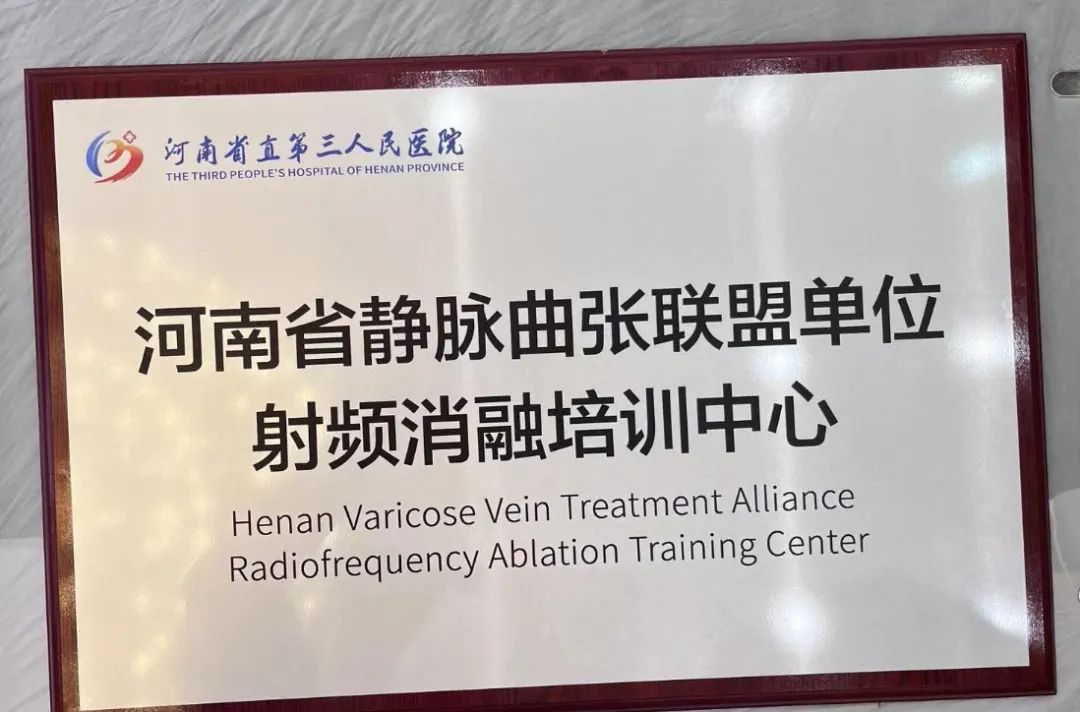 河南省直第三人民医院
THE THIRD PEOPLE'S HOSPITAL OF HENAN PROVINCE
河南省静脉曲张联盟单位
射频消融培训中心
Henan Varicose Vein Treatment Alliance
Radiofrequency Ablation Training Center